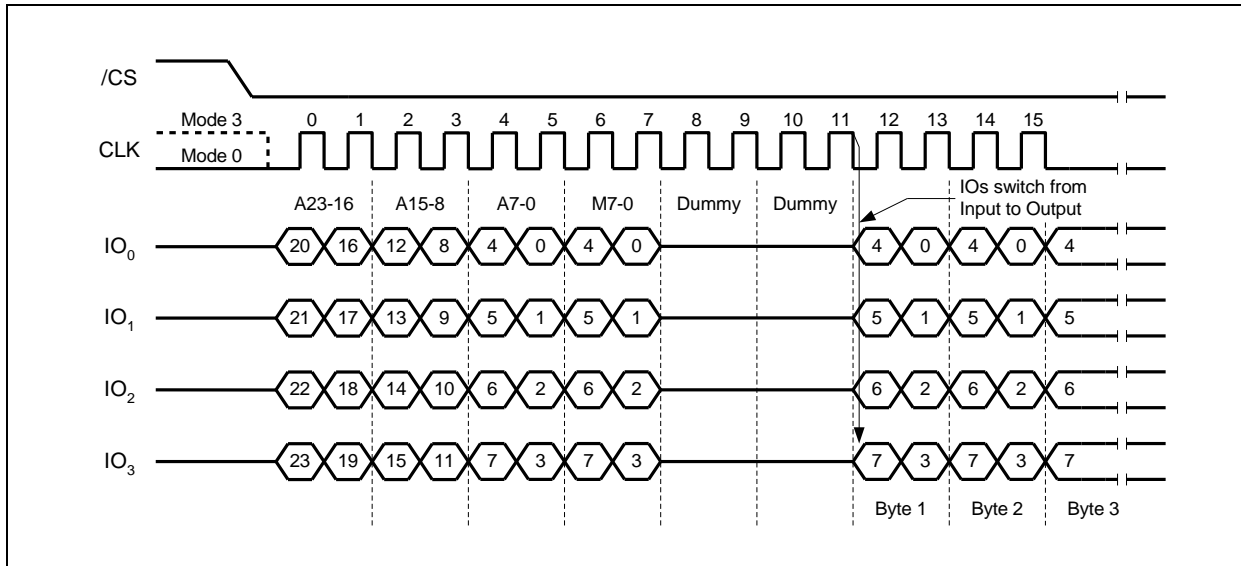 /CS
Mode 3
CLK
Mode 0
0 1 2 3 4 5 6 7 8 9 10 11 12 13 14 15
IOs switch from
Input to Output
A23-16 A15-8 A7-0 M7-0 Dummy Dummy
IO0 20 16 12 8 4 0 4 0 4 0 4 0 4
IO1 21 17 13 9 5 1 5 1 5 1 5 1 5
IO2 22 18 14 10 6 2 6 2 6 2 6 2 6
IO3 23 19 15 11 7 3 7 3 7 3 7 3 7
Byte 1 Byte 2 Byte 3